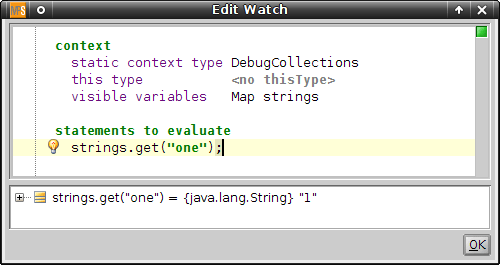 Edit Watch
context
static context type DebugCollections
this type <no thisType>
visible variables Map strings
statements to evaluate
strings.get("one");
strings.get("one") = {java.lang.String} "1"
OK